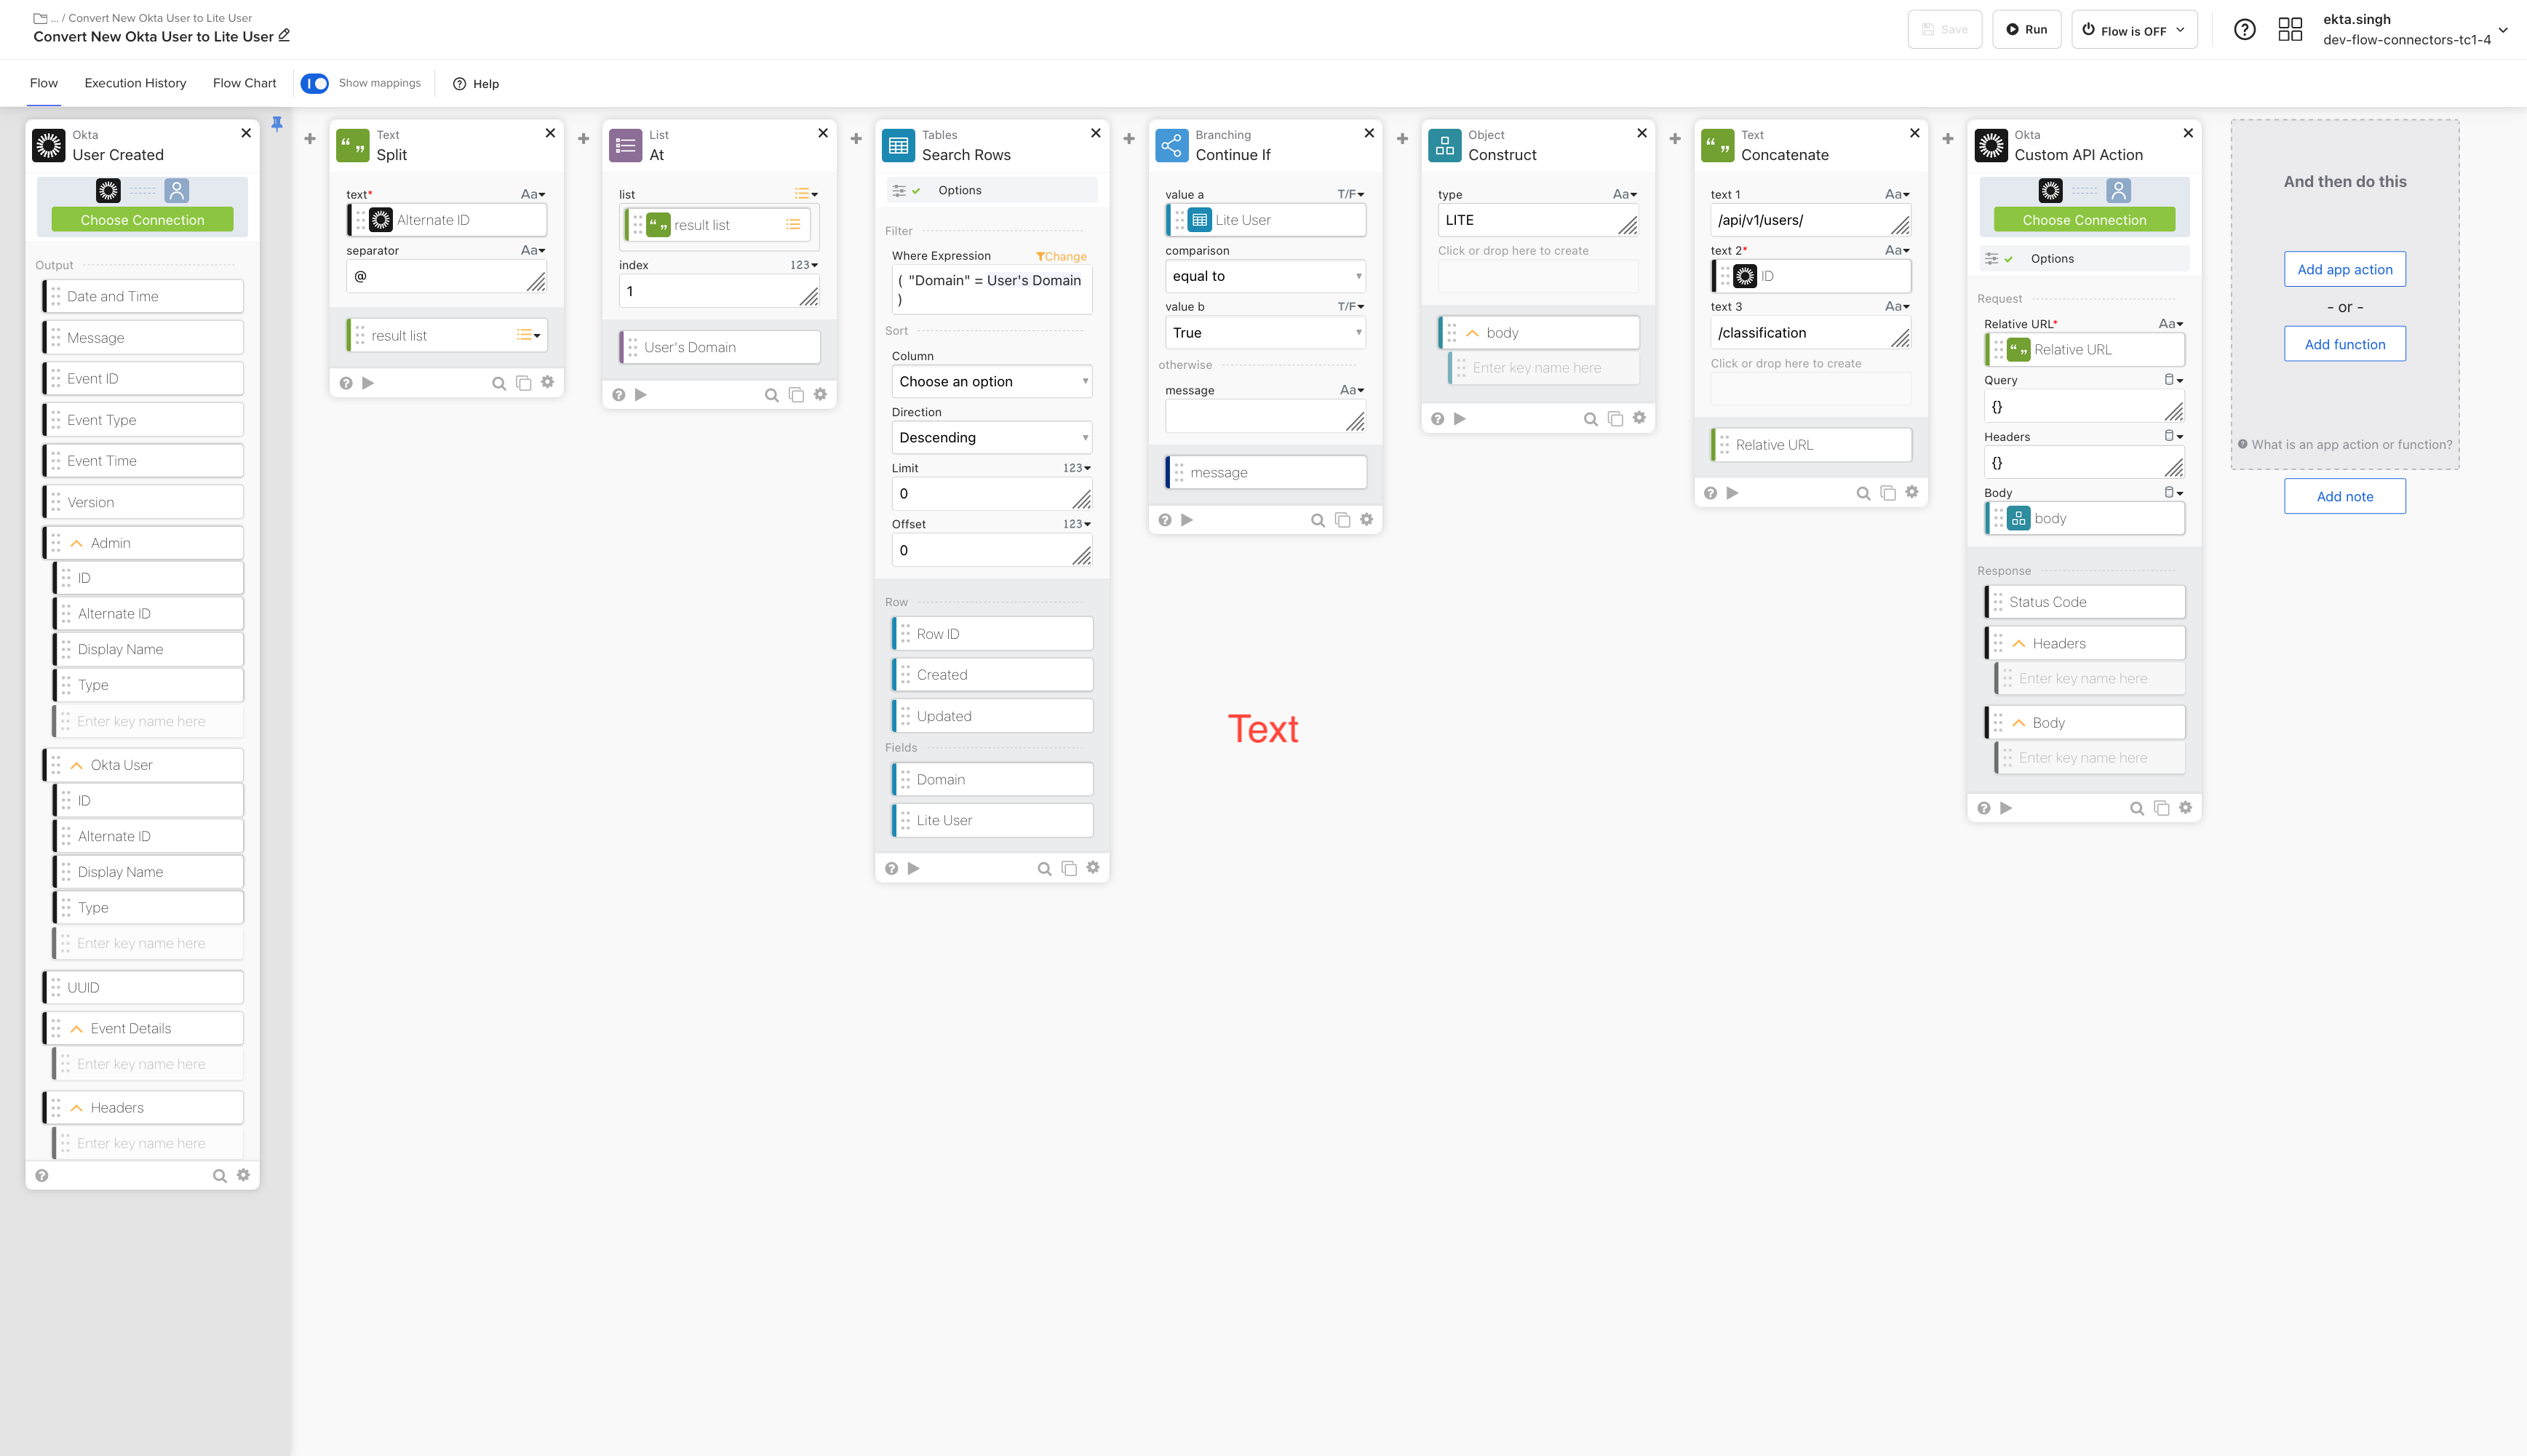 ... / Convert New Okta User to Lite User
Convert New Okta User to Lite User
Save
Run
Flow is OFF
ekta.singh
dev-flow-connectors-tc1-4
Flow
Execution History
Flow Chart
Show mappings
Help
Okta
User Created
Choose Connection
Output
Date and Time
Message
Event ID
Event Type
Event Time
Version
Admin
ID
Alternate ID
Display Name
Type
Enter key name here
Okta User
ID
Alternate ID
Display Name
Type
Enter key name here
UUID
Event Details
Enter key name here
Headers
Enter key name here
Text
Split
text*
Aa
Alternate ID
separator
Aa
@
result list
List
At
list
result list
index
123
1
User's Domain
Tables
Search Rows
Options
Filter
Where Expression
Change
( "Domain" = User's Domain
)
Sort
Column
Choose an option
Direction
Descending
Limit
123
0
Offset
123
0
Row
Row ID
Created
Updated
Fields
Domain
Lite User
Branching
Continue If
value a
T/F
Lite User
comparison
equal to
value b
T/F
True
otherwise
message
Aa
message
Text
Object
Construct
type
Aa
LITE
Click or drop here to create
body
Enter key name here
Text
Concatenate
text 1
Aa
/api/v1/users/
text 2*
Aa
ID
text 3
Aa
/classification
Click or drop here to create
Relative URL
Okta
Custom API Action
Choose Connection
Options
Request
Relative URL*
Aa
Relative URL
Query
{}
Headers
{}
Body
body
Response
Status Code
Headers
Enter key name here
Body
Enter key name here
And then do this
Add app action
- or -
Add function
What is an app action or function?
Add note